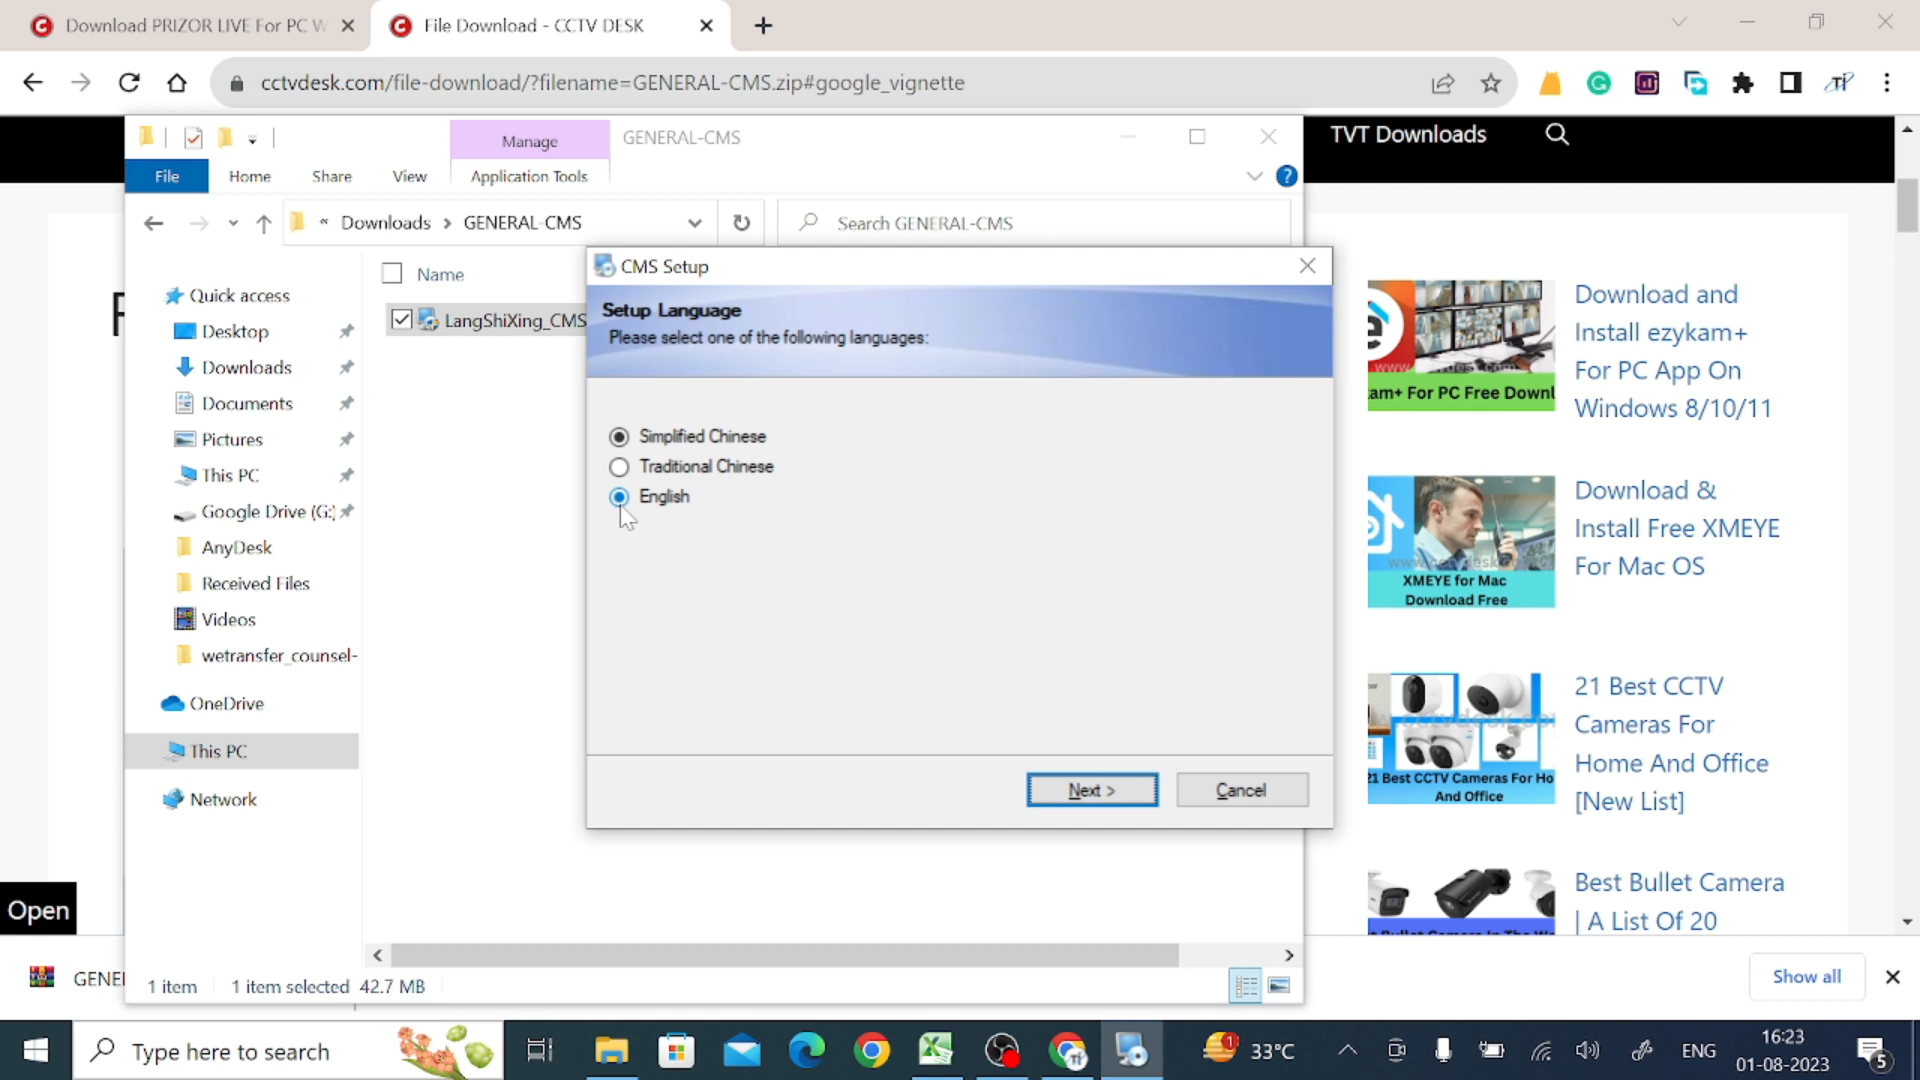 Download PRIZOR LIVE For PC W
File Download - CCTV DESK
cctvdesk.com/file-download/?filename=GENERAL-CMS.zip#google_vignette
Manage
GENERAL-CMS
File
Home
Share
View
Application Tools
TVT Downloads
« Downloads > GENERAL-CMS
Search GENERAL-CMS
Name
LangShiXing_CMS
Quick access
Desktop
Downloads
Documents
Pictures
This PC
Google Drive (G:)
AnyDesk
Received Files
Videos
wetransfer_counsel-
OneDrive
This PC
Network
CMS Setup
Setup Language
Please select one of the following languages:
Simplified Chinese
Traditional Chinese
English
Next >
Cancel
am+ For PC Free Downl
Download and
Install ezykam+
For PC App On
Windows 8/10/11
XMEYE for Mac
Download Free
Download &
Install Free XMEYE
For Mac OS
21 Best CCTV Cameras For Ho
And Office
21 Best CCTV
Cameras For
Home And Office
[New List]
Best Bullet Camera
| A List Of 20
Open
GENE
1 item
1 item selected 42.7 MB
Show all
Type here to search
1
33°C
ENG
16:23
01-08-2023
5